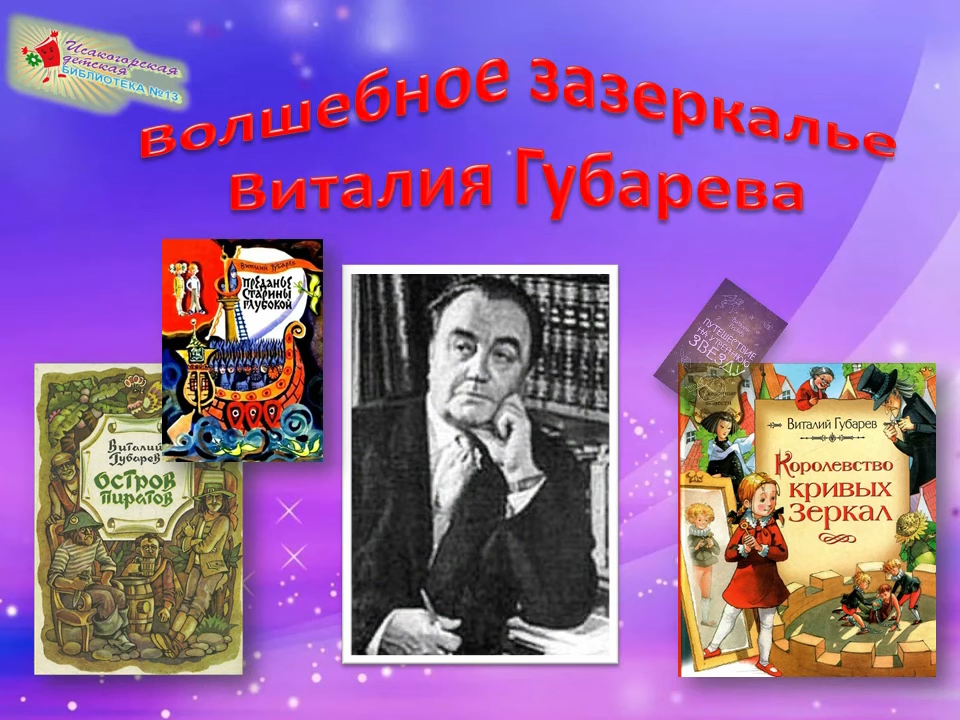 Исакогорская
детская
БИБЛИОТЕКА №13
Волшебное зазеркалье
Виталия Губарева
Виталий Губарев
ПРЕДАНЬЕ
СТАРИНЫ
ГЛУБОКОЙ
Виталий
Губарев
ОСТРОВ
ПИРАТОВ
ПУТЕШЕСТВИЕ
НА УТРЕННЮЮ
ЗВЕЗДУ
Виталий Губарев
Королевство
кривых
зеркал